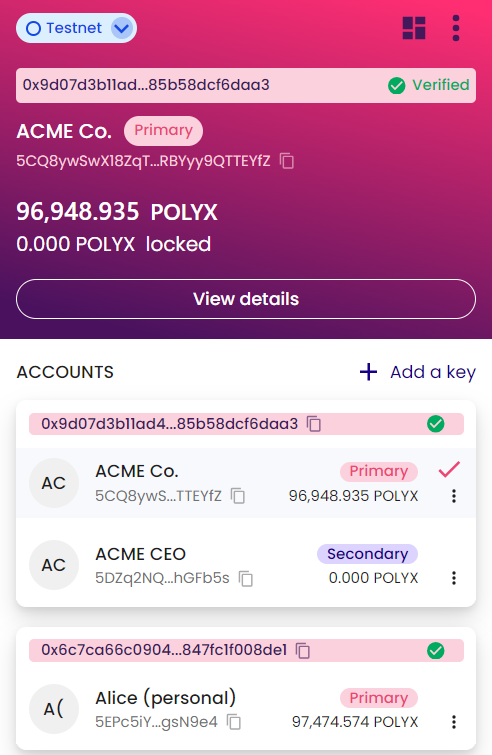 Testnet
0x9d07d3b11ad...85b58dcf6daa3 Verified
ACME Co. Primary
5CQ8ywSwX18ZqT...RBYyy9QTTEYfZ
96,948.935 POLYX
0.000 POLYX locked
View details
ACCOUNTS Add a key
0x9d07d3b11ad4...85b58dcf6daa3
AC ACME Co. Primary
5CQ8ywS...TTEYfZ 96,948.935 POLYX
AC ACME CEO Secondary
5DZq2NQ...hGFb5s 0.000 POLYX
0x6c7ca66c0904...847fc1f008de1
A( Alice (personal) Primary
5EPc5iY...gsN9e4 97,474.574 POLYX